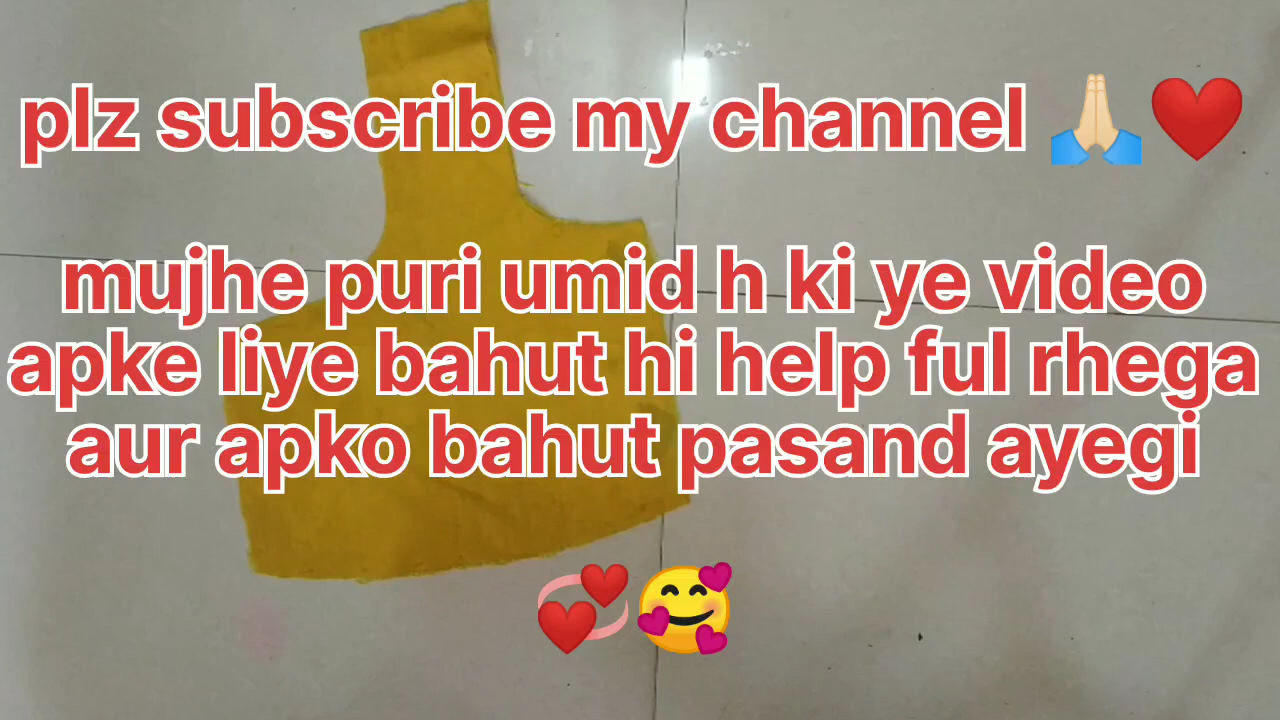 plz subscribe my channel 🙏🏻❤️
mujhe puri umid h ki ye video
apke liye bahut hi help ful rhega
aur apko bahut pasand ayegi
💞🥰